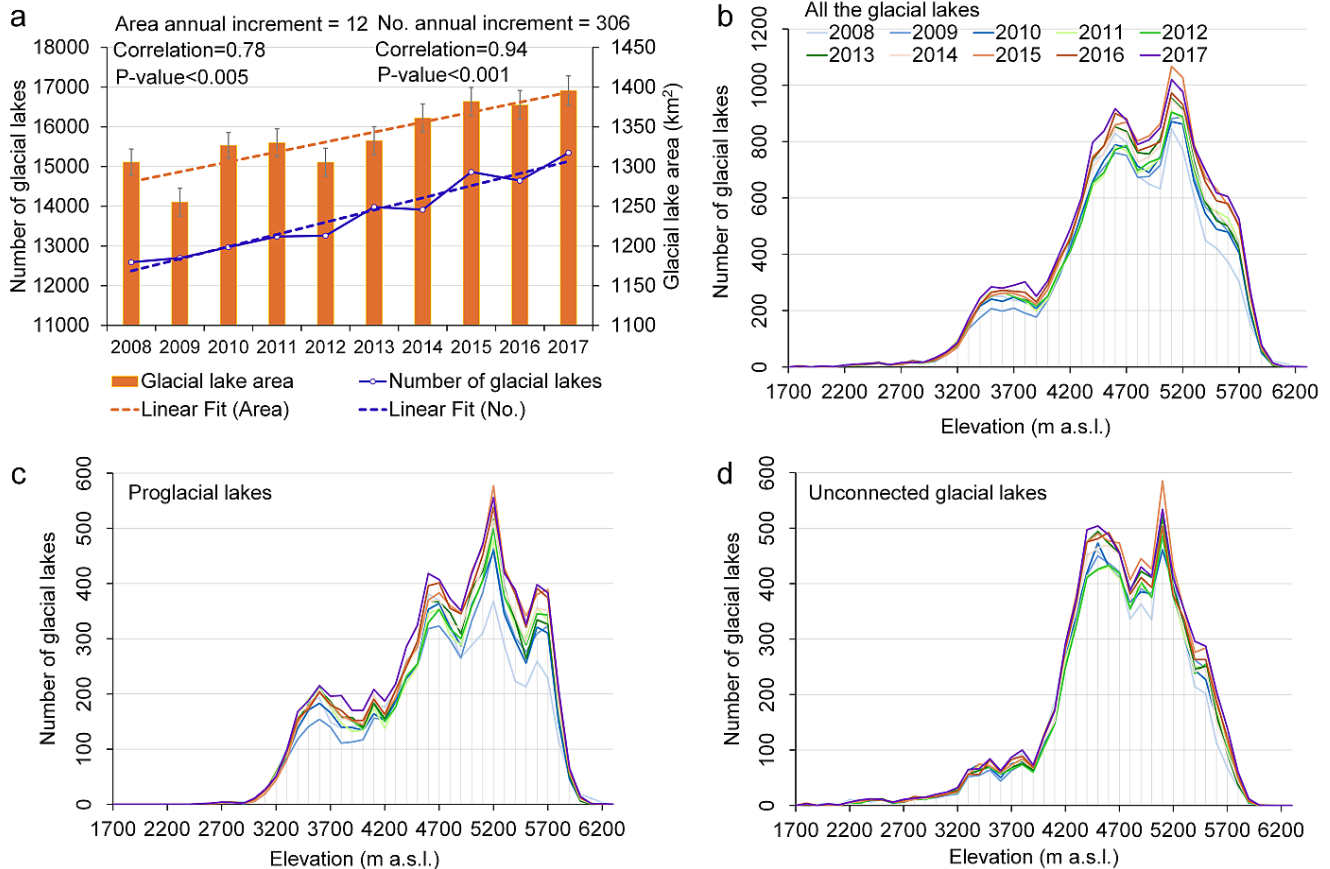 a
Area annual increment = 12 No. annual increment = 306
Correlation=0.78 Correlation=0.94
P-value<0.005 P-value<0.001
Number of glacial lakes
18000
17000
16000
15000
14000
13000
12000
11000
Glacial lake area (km²)
1450
1400
1350
1300
1250
1200
1150
1100
2008 2009 2010 2011 2012 2013 2014 2015 2016 2017
Glacial lake area Number of glacial lakes
Linear Fit (Area) Linear Fit (No.)
b
All the glacial lakes
2008 2009 2010 2011 2012
2013 2014 2015 2016 2017
Number of glacial lakes
1200
1000
800
600
400
200
0
1700 2200 2700 3200 3700 4200 4700 5200 5700 6200
Elevation (m a.s.l.)
c
Proglacial lakes
Number of glacial lakes
600
500
400
300
200
100
0
1700 2200 2700 3200 3700 4200 4700 5200 5700 6200
Elevation (m a.s.l.)
d
Unconnected glacial lakes
Number of glacial lakes
600
500
400
300
200
100
0
1700 2200 2700 3200 3700 4200 4700 5200 5700 6200
Elevation (m a.s.l.)